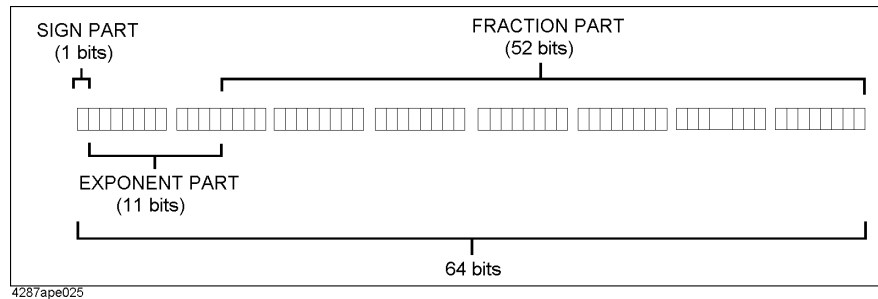 SIGN PART
(1 bits)
FRACTION PART
(52 bits)
EXPONENT PART
(11 bits)
64 bits
4287ape025